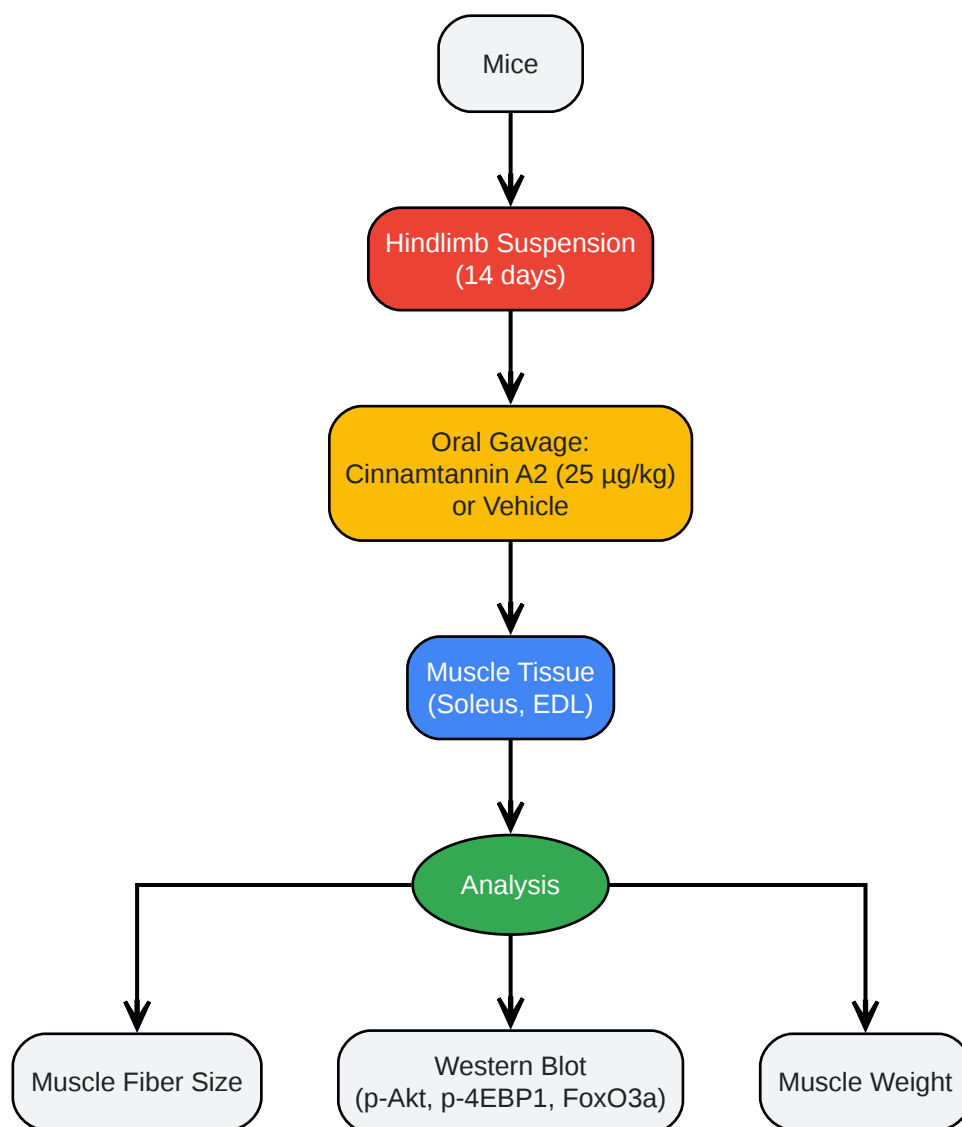 Mice
Hindlimb Suspension
(14 days)
Oral Gavage:
Cinnamtannin A2 (25 µg/kg)
or Vehicle
Muscle Tissue
(Soleus, EDL)
Analysis
Muscle Fiber Size
Western Blot
(p-Akt, p-4EBP1, FoxO3a)
Muscle Weight